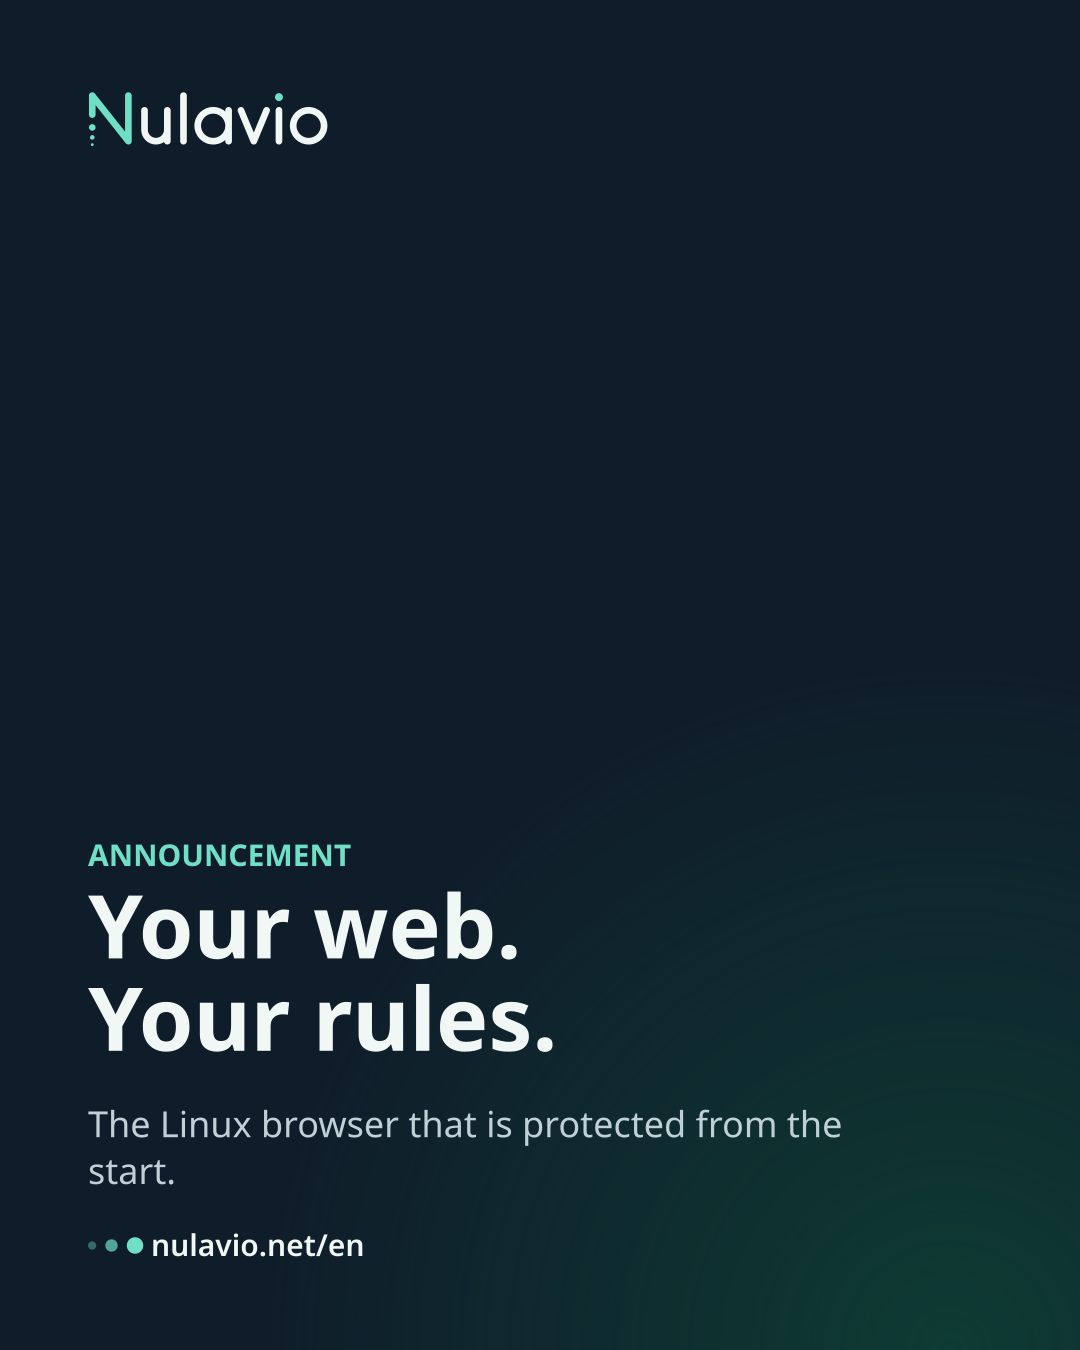 Nulavio
ANNOUNCEMENT
Your web.
Your rules.
The Linux browser that is protected from the
start.
nulavio.net/en